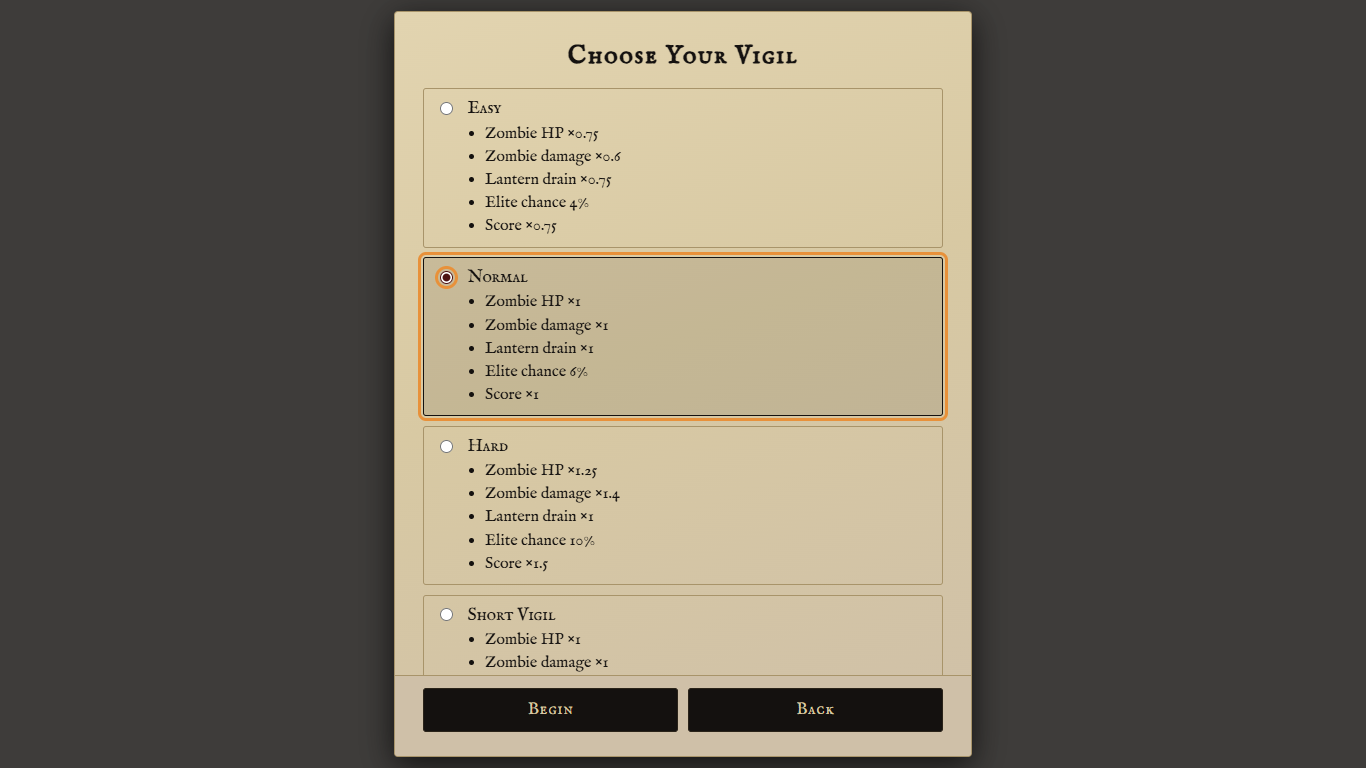 Choose Your Vigil
Easy
• Zombie HP ×0.75
• Zombie damage ×0.6
• Lantern drain ×0.75
• Elite chance 4%
• Score ×0.75
Normal
• Zombie HP ×1
• Zombie damage ×1
• Lantern drain ×1
• Elite chance 6%
• Score ×1
Hard
• Zombie HP ×1.25
• Zombie damage ×1.4
• Lantern drain ×1
• Elite chance 10%
• Score ×1.5
Short Vigil
• Zombie HP ×1
• Zombie damage ×1
Begin
Back